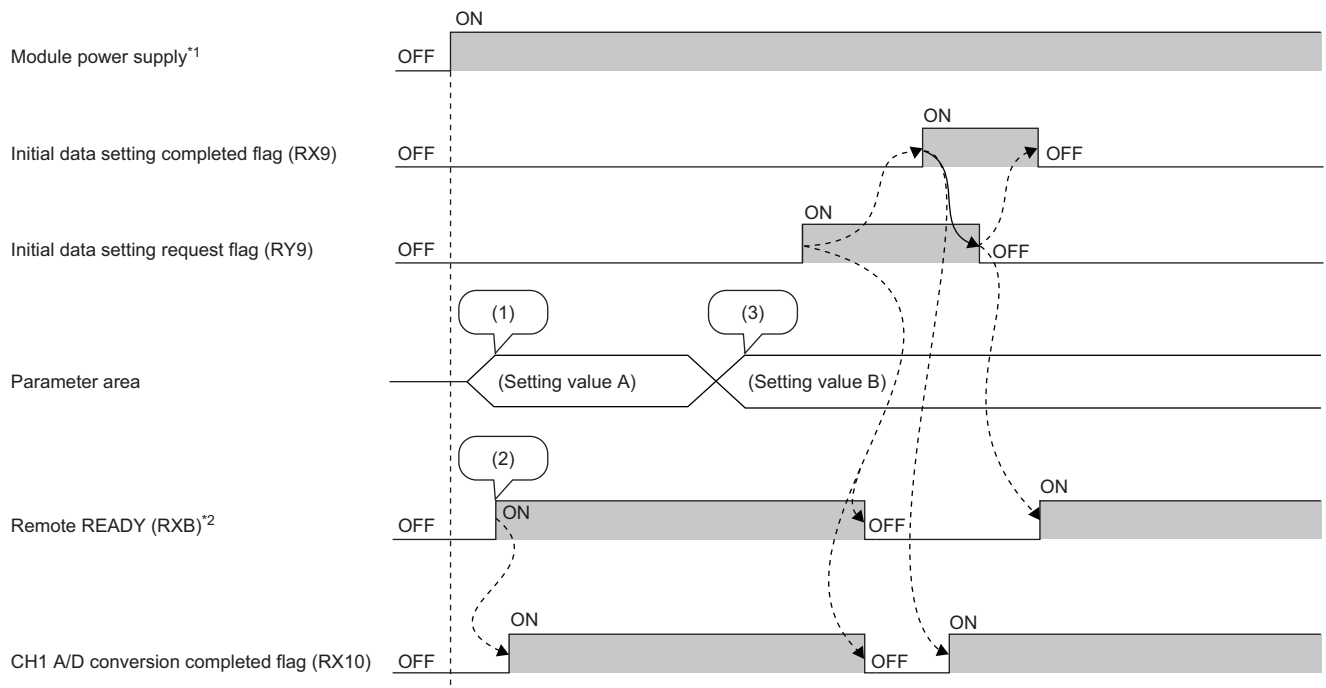 ON
Module power supply*1 OFF
ON
Initial data setting completed flag (RX9) OFF OFF
ON
Initial data setting request flag (RY9) OFF OFF
(1) (3)
Parameter area (Setting value A) (Setting value B)
(2)
ON
Remote READY (RXB)*2 OFF ON OFF
ON ON
CH1 A/D conversion completed flag (RX10) OFF OFF